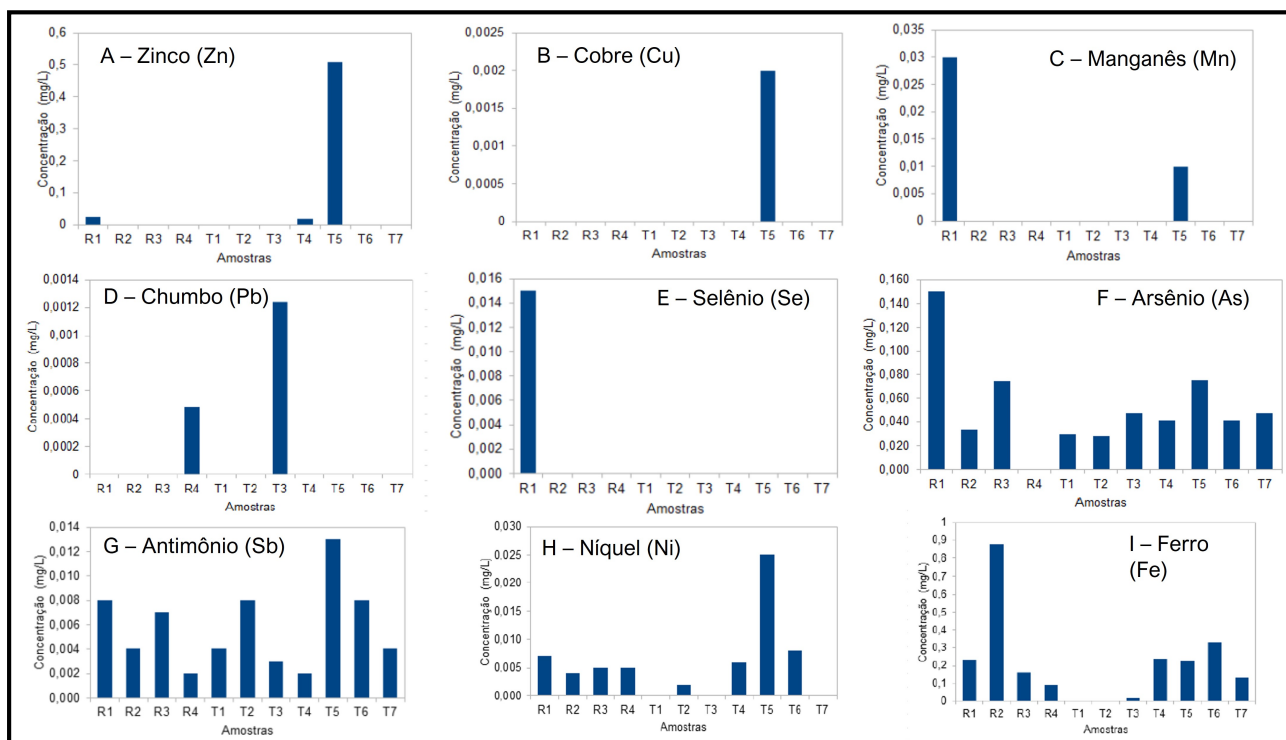 A – Zinco (Zn)
Concentração (mg/L)
0,6
0,5
0,4
0,3
0,2
0,1
0
R1 R2 R3 R4 T1 T2 T3 T4 T5 T6 T7
Amostras
B – Cobre (Cu)
Concentração (mg/L)
0,0025
0,002
0,0015
0,001
0,0005
0
R1 R2 R3 R4 T1 T2 T3 T4 T5 T6 T7
Amostras
C – Manganês (Mn)
Concentração (mg/L)
0,035
0,03
0,025
0,02
0,015
0,01
0,005
0
R1 R2 R3 R4 T1 T2 T3 T4 T5 T6 T7
Amostras
D – Chumbo (Pb)
Concentração (mg/L)
0,0014
0,0012
0,001
0,0008
0,0006
0,0004
0,0002
0
R1 R2 R3 R4 T1 T2 T3 T4 T5 T6 T7
Amostras
E – Selênio (Se)
Concentração (mg/L)
0,016
0,014
0,012
0,010
0,008
0,006
0,004
0,002
0,000
R1 R2 R3 R4 T1 T2 T3 T4 T5 T6 T7
Amostras
F – Arsênio (As)
Concentração (mg/L)
0,160
0,140
0,120
0,100
0,080
0,060
0,040
0,020
0,000
R1 R2 R3 R4 T1 T2 T3 T4 T5 T6 T7
Amostras
G – Antimônio (Sb)
Concentração (mg/L)
0,014
0,012
0,010
0,008
0,006
0,004
0,002
0,000
R1 R2 R3 R4 T1 T2 T3 T4 T5 T6 T7
Amostras
H – Níquel (Ni)
Concentração (mg/L)
0,030
0,025
0,020
0,015
0,010
0,005
0,000
R1 R2 R3 R4 T1 T2 T3 T4 T5 T6 T7
Amostras
I – Ferro
(Fe)
Concentração (mg/L)
1
0,9
0,8
0,7
0,6
0,5
0,4
0,3
0,2
0,1
0
R1 R2 R3 R4 T1 T2 T3 T4 T5 T6 T7
Amostras